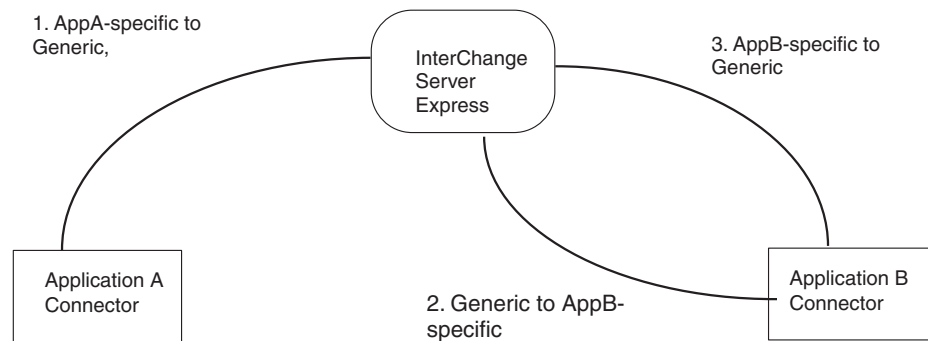 1. AppA-specific to
Generic,
InterChange
Server
Express
3. AppB-specific to
Generic
Application A
Connector
2. Generic to AppB-
specific
Application B
Connector